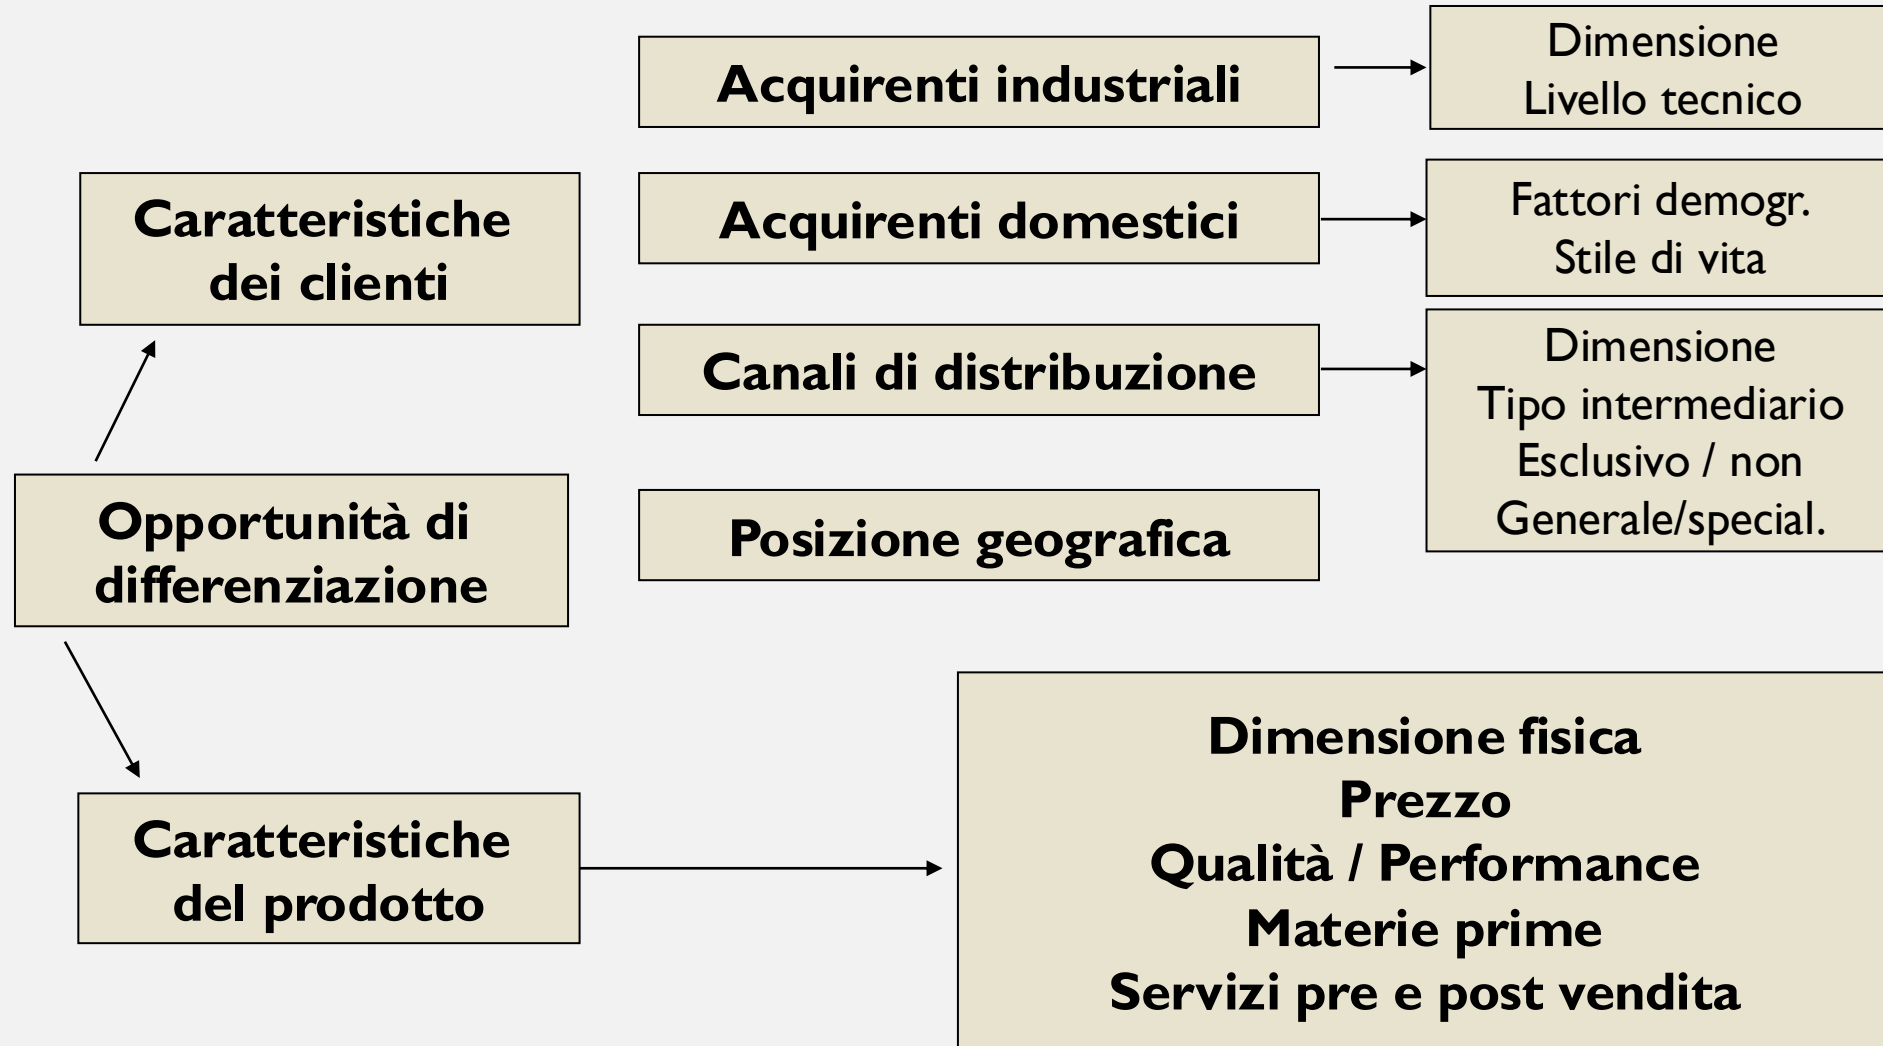 Acquirenti industriali
Dimensione
Livello tecnico
Caratteristiche
dei clienti
Acquirenti domestici
Fattori demogr.
Stile di vita
Canali di distribuzione
Dimensione
Tipo intermediario
Esclusivo / non
Generale/special.
Opportunità di
differenziazione
Posizione geografica
Caratteristiche
del prodotto
Dimensione fisica
Prezzo
Qualità / Performance
Materie prime
Servizi pre e post vendita